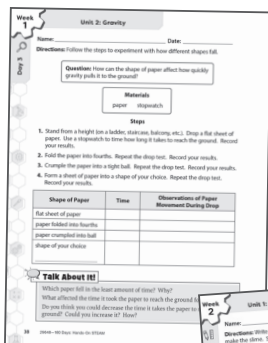 Week
1
Unit 2: Gravity
Day 3
Name: Date:
Directions: Follow the steps to experiment with how different shapes fall.
Question: How can the shape of paper affect how quickly
gravity pulls it to the ground?
Materials
paper stopwatch
Steps
1. Stand from a height (on a ladder, staircase, balcony, etc.). Drop a flat sheet of
paper. Use a stopwatch to time how long it takes to reach the ground. Record
your results.
2. Fold the paper into fourths. Repeat the drop test. Record your results.
3. Crumple the paper into a tight ball. Repeat the drop test. Record your results.
4. Form a sheet of paper into a shape of your choice. Repeat the drop test.
Record your results.
Shape of Paper Time Observations of Paper
Movement During Drop
flat sheet of paper
paper folded into fourths
paper crumpled into ball
shape of your choice
Talk About It!
Which paper fell in the least amount of time? Why?
What affected the time it took the paper to reach the ground
Do you think you could decrease the time it takes the paper to
ground? Could you increase it? How?
Week
2
Unit 1:
Name: